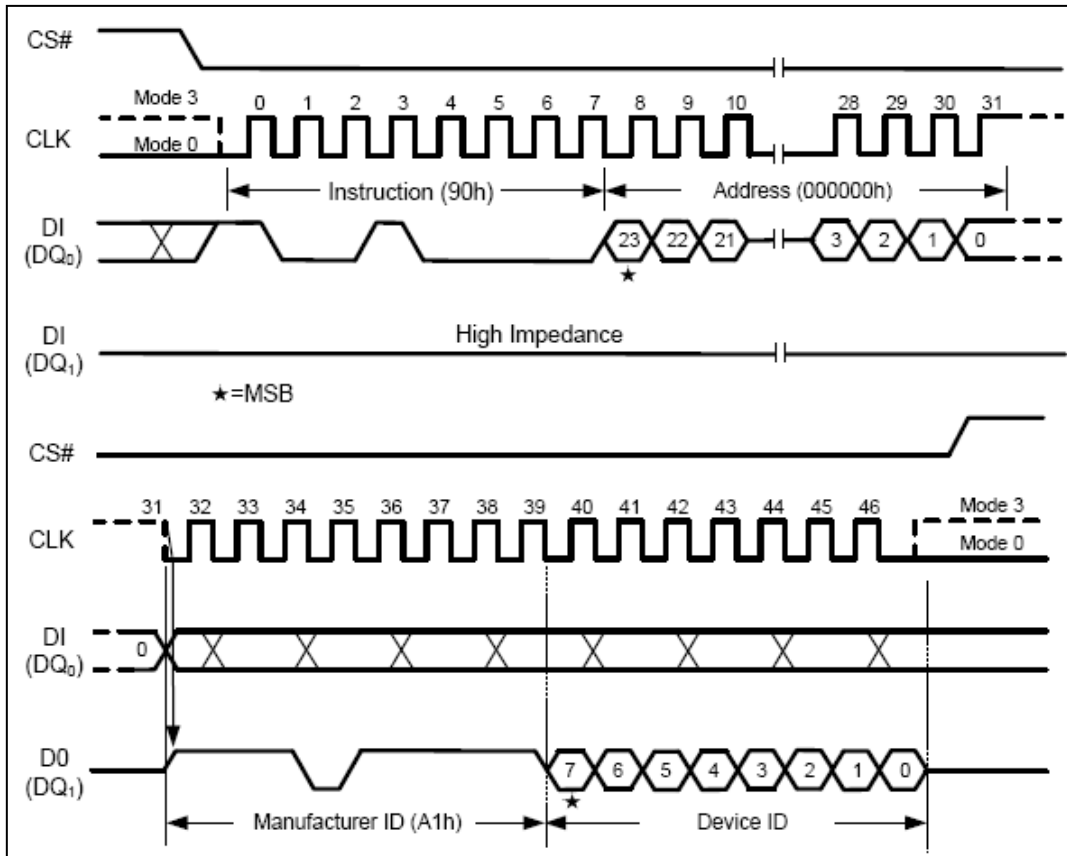 CS#
Mode 3
0 1 2 3 4 5 6 7 8 9 10 28 29 30 31
CLK
Mode 0
Instruction (90h) Address (000000h)
DI
(DQ0)
23 22 21 3 2 1 0
★
DI
(DQ1)
High Impedance
★=MSB
CS#
31 32 33 34 35 36 37 38 39 40 41 42 43 44 45 46
Mode 3
CLK
Mode 0
DI
(DQ0)
0
D0
(DQ1)
7 6 5 4 3 2 1 0
★
Manufacturer ID (A1h) Device ID